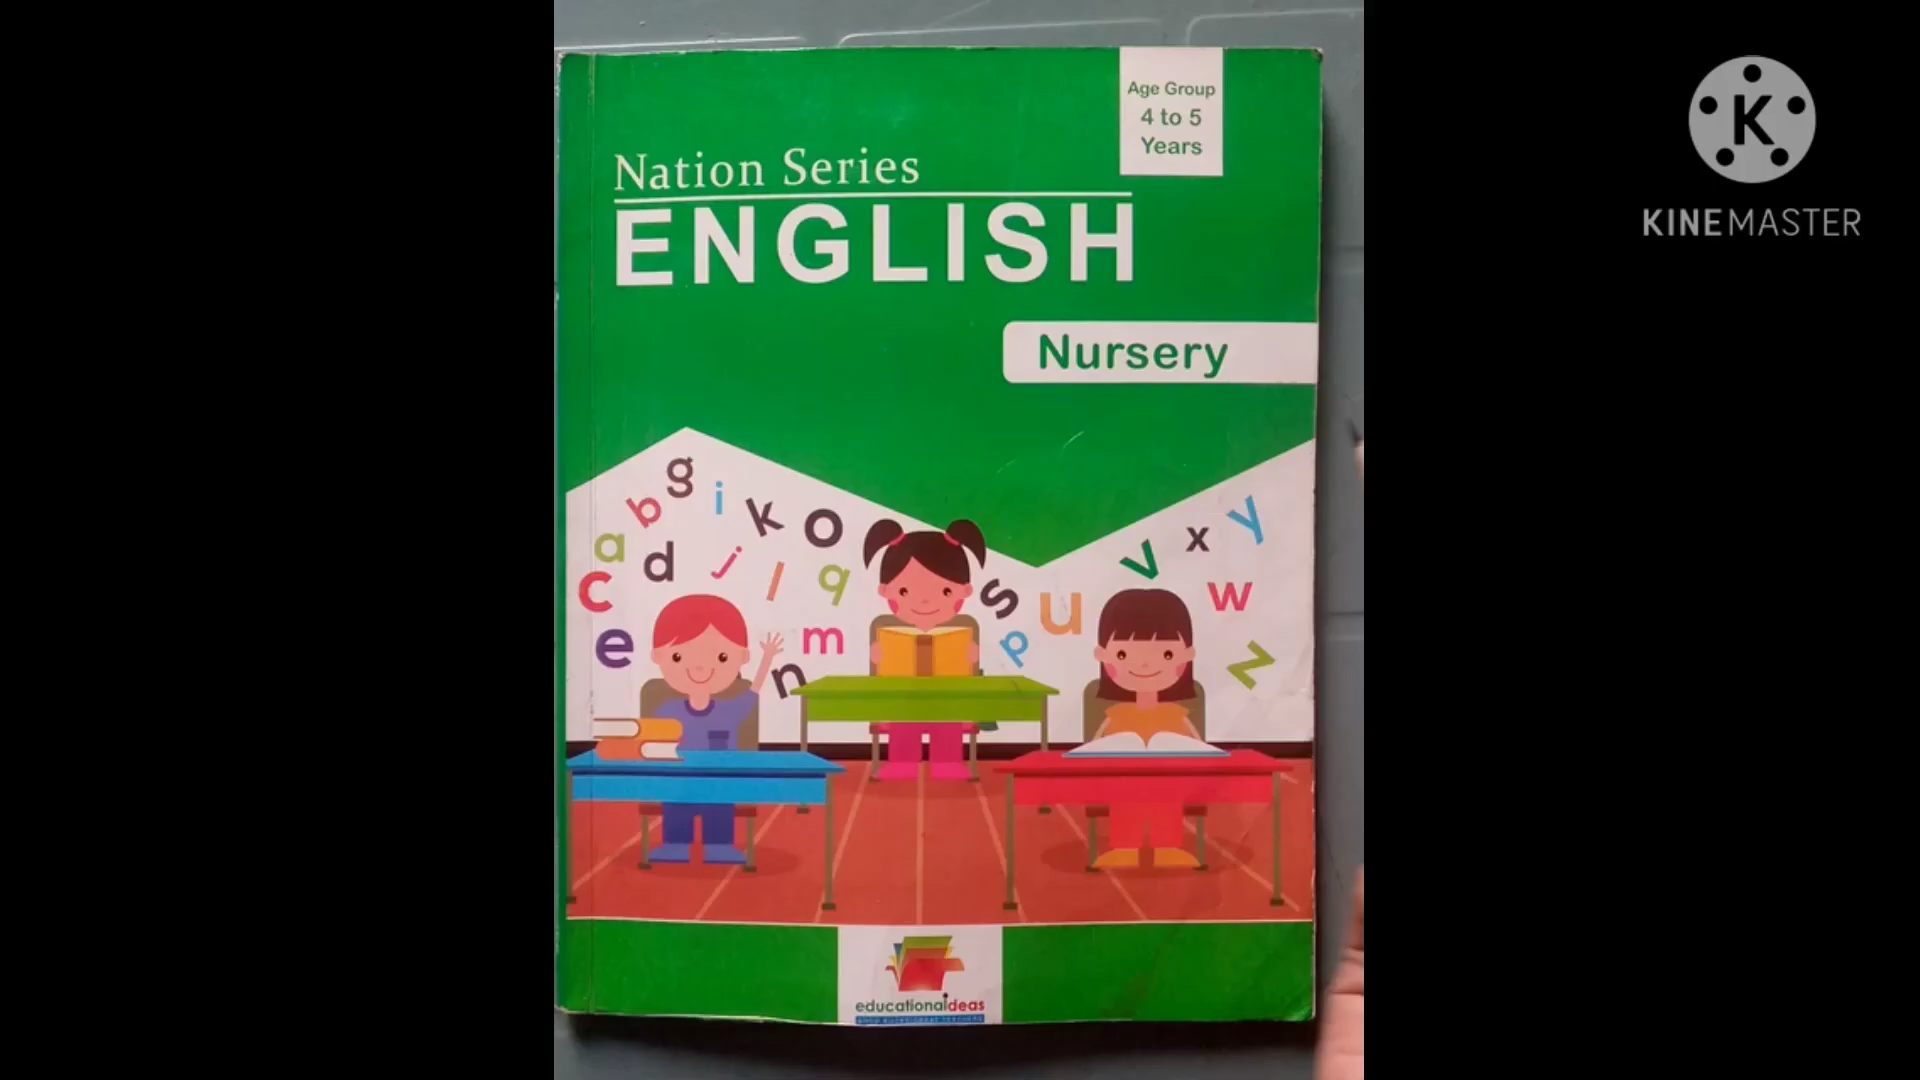 Age Group
4 to 5
Years
Nation Series
ENGLISH
Nursery
g
b
i
k
o
a
d
j
l
q
c
e
m
n
s
p
u
v
x
y
w
z
educationalideas
K
KINEMASTER